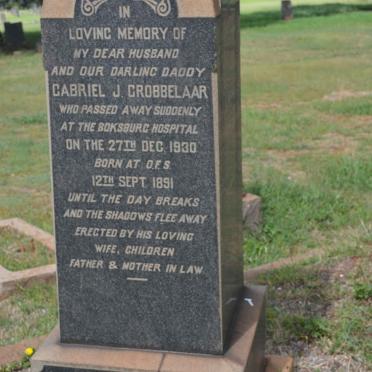 IN
LOVING MEMORY OF
MY DEAR HUSBAND
AND OUR DARLING DADDY
GABRIEL J. GROBBELAAR
WHO PASSED AWAY SUDDENLY
AT THE BOKSBURG HOSPITAL
ON THE 27TH DEC. 1930
BORN AT O.F.S.
12TH SEPT. 1891
UNTIL THE DAY BREAKS
AND THE SHADOWS FLEE AWAY
ERECTED BY HIS LOVING
WIFE, CHILDREN
FATHER & MOTHER IN LAW